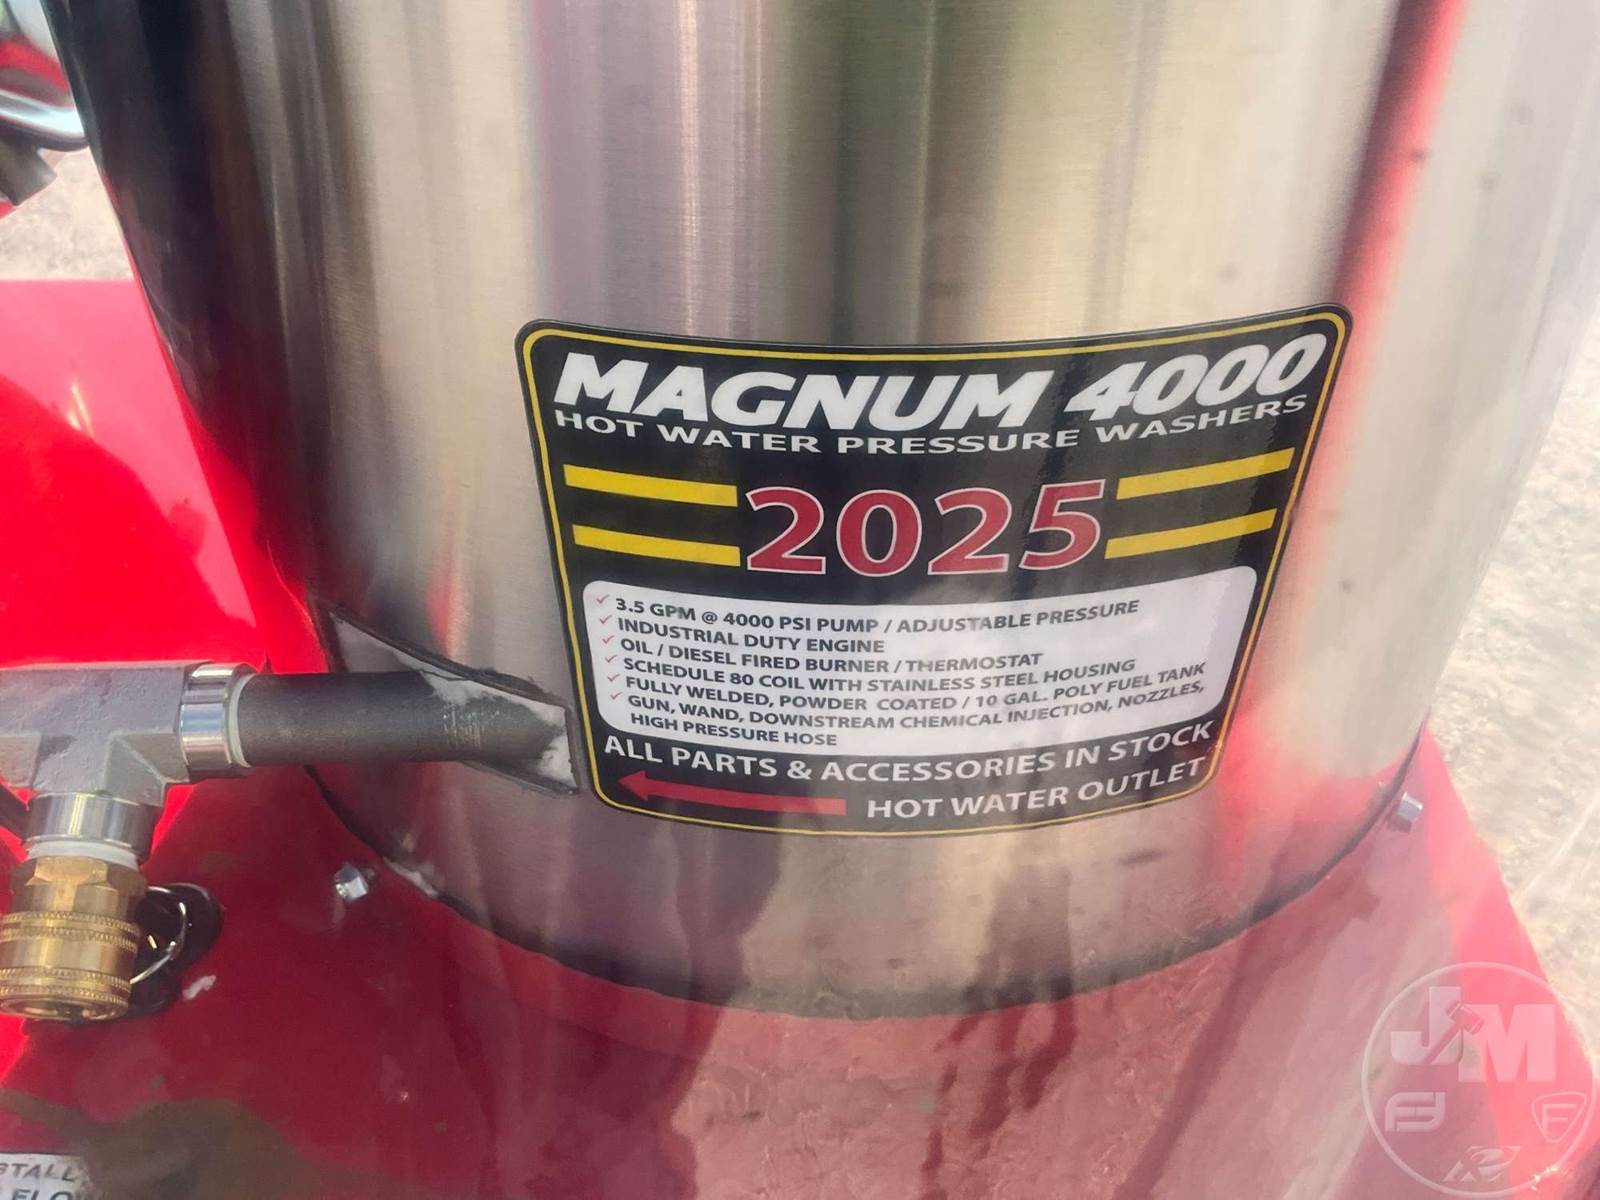 MAGNUM 4000
HOT WATER PRESSURE WASHERS
2025
3.5 GPM @ 4000 PSI PUMP / ADJUSTABLE PRESSURE
INDUSTRIAL DUTY ENGINE
OIL / DIESEL FIRED BURNER / THERMOSTAT
SCHEDULE 80 COIL WITH STAINLESS STEEL HOUSING
FULLY WELDED, POWDER COATED / 10 GAL. POLY FUEL TANK
GUN, WAND, DOWNSTREAM CHEMICAL INJECTION, NOZZLES,
HIGH PRESSURE HOSE
ALL PARTS & ACCESSORIES IN STOCK
HOT WATER OUTLET
JM
F